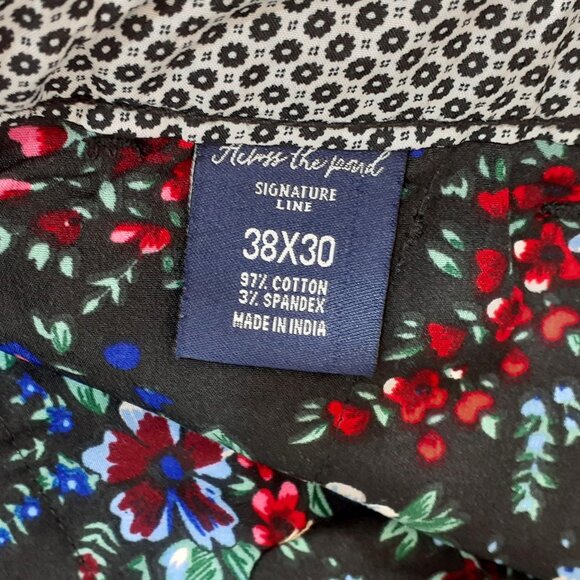 Across the pond
SIGNATURE
LINE
38X30
97% COTTON
3% SPANDEX
MADE IN INDIA